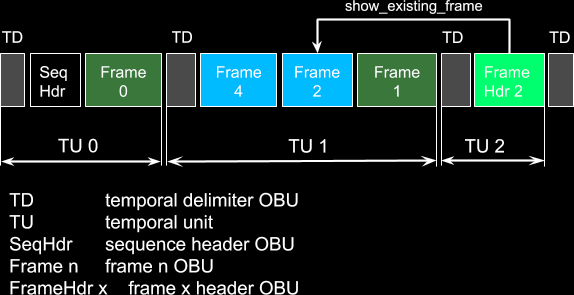 show_existing_frame
TD TD TD TD
Seq Hdr Frame 0 Frame 4 Frame 2 Frame 1 Frame Hdr 2
TU 0 TU 1 TU 2
TD temporal delimiter OBU
TU temporal unit
SeqHdr sequence header OBU
Frame n frame n OBU
FrameHdr x frame x header OBU